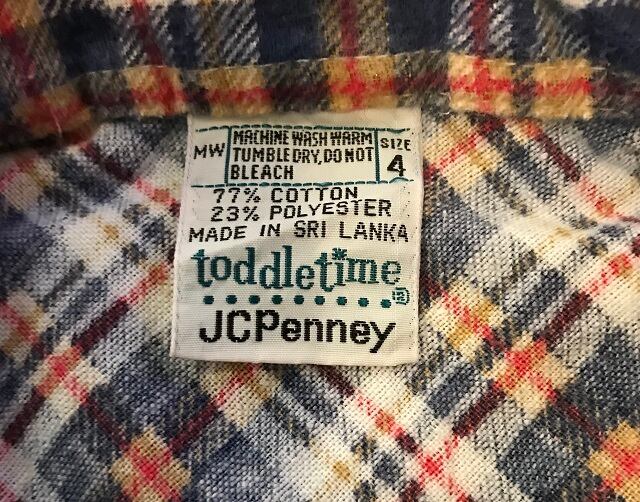 MW
MACHINE WASH WARM
TUMBLE DRY, DO NOT
BLEACH
SIZE
4
77% COTTON
23% POLYESTER
MADE IN SRI LANKA
toddletime
JCPenney